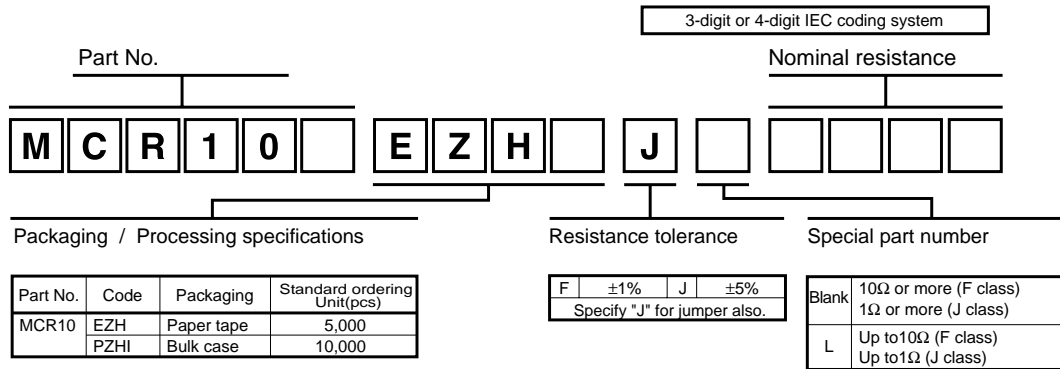 3-digit or 4-digit IEC coding system
Part No.
Nominal resistance
M C R 1 0 E Z H J
Packaging / Processing specifications
Resistance tolerance
Special part number
Part No. Code Packaging Standard ordering Unit(pcs)
MCR10 EZH Paper tape 5,000
PZHI Bulk case 10,000
F ±1% J ±5%
Specify "J" for jumper also.
Blank 10Ω or more (F class)
1Ω or more (J class)
L Up to10Ω (F class)
Up to1Ω (J class)